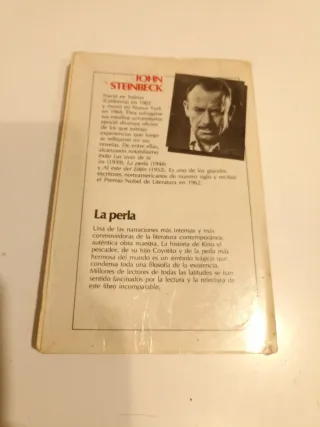 JOHN
STEINBECK
Nació en Salinas
(California) en 1902
y murió en Nueva York
en 1968. Para sufragarse
sus estudios universitarios
ejerció diversos oficios
de los que extrajo
experiencias que luego
se reflejaron en sus
novelas. De entre ellas,
alcanzaron notabilísimo
éxito Las uvas de la
ira (1939), La perla (1948)
y Al este del Edén (1952). Es uno de los grandes
escritores norteamericanos de nuestro siglo y recibió
el Premio Nobel de Literatura en 1962.
La perla
Una de las narraciones más intensas y más
conmovedoras de la literatura contemporánea,
auténtica obra maestra. La historia de Kino el
pescador, de su hijo Coyotito y de la perla más
hermosa del mundo es un símbolo trágico que
condensa toda una filosofía de la existencia.
Millones de lectores de todas las latitudes se han
sentido fascinados por la lectura y la relectura de
este libro incomparable.